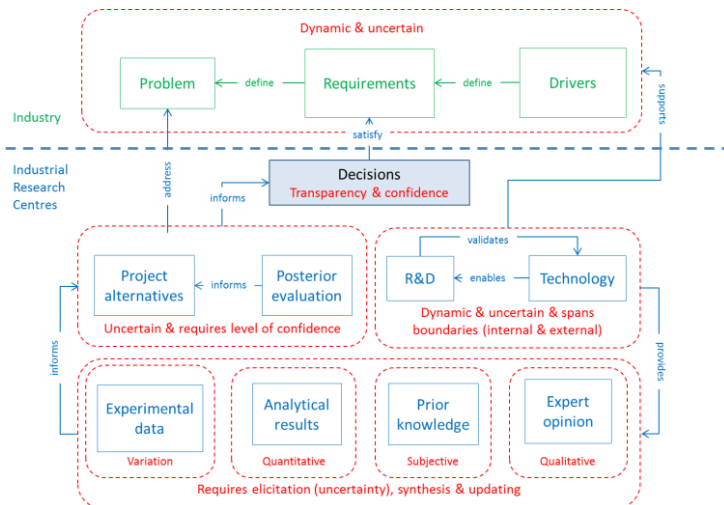 Dynamic & uncertain
Problem
define
Requirements
define
Drivers
Industry
satisfy
supports
Industrial
Research
Centres
address
informs
Decisions
Transparency & confidence
validates
Project
alternatives
informs
Posterior
evaluation
R&D
enables
Technology
Uncertain & requires level of confidence
Dynamic & uncertain & spans
boundaries (internal & external)
informs
provides
Experimental
data
Variation
Analytical
results
Quantitative
Prior
knowledge
Subjective
Expert
opinion
Qualitative
Requires elicitation (uncertainty), synthesis & updating